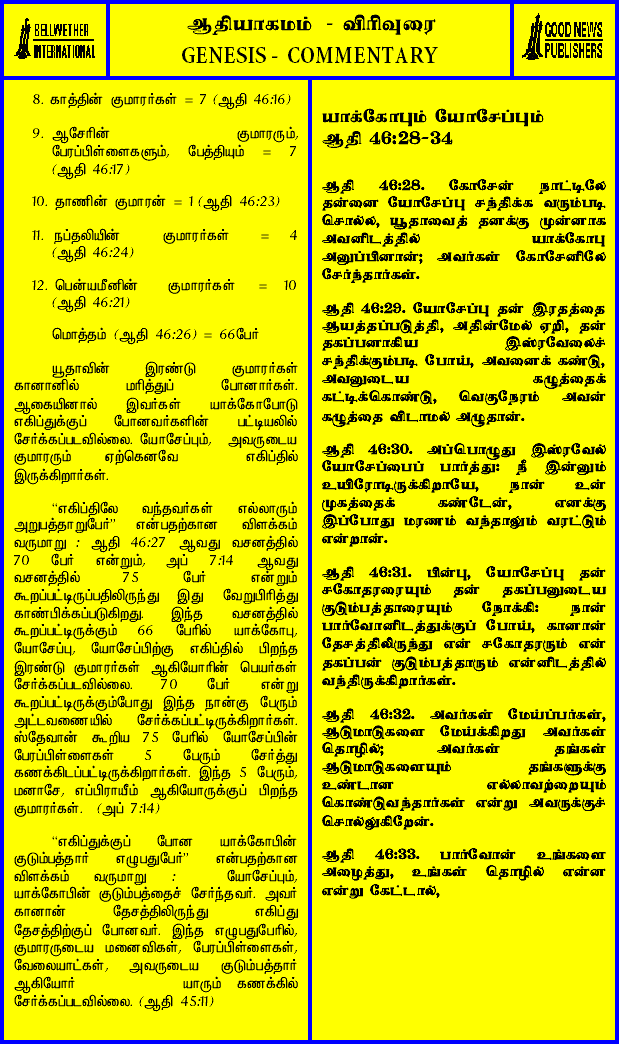 BELLWETHER
INTERNATIONAL
ஆதியாகமம் - விரிவுரை
GENESIS - COMMENTARY
GOOD NEWS
PUBLISHERS
8. காத்தின் குமாரர்கள் = 7 (ஆதி 46:16)
9. ஆசேரின் குமாரரும்,
பேரப்பிள்ளைகளும், பேத்தியும் = 7
(ஆதி 46:17)
10. தாணின் குமாரன் = 1 (ஆதி 46:23)
11. நப்தலியின் குமாரர்கள் = 4
(ஆதி 46:24)
12. பென்யமீனின் குமாரர்கள் = 10
(ஆதி 46:21)
மொத்தம் (ஆதி 46:26) = 66பேர்
யூதாவின் இரண்டு குமாரர்கள்
கானானில் மரித்துப் போனார்கள்.
ஆகையினால் இவர்கள் யாக்கோபோடு
எகிப்துக்குப் போனவர்களின் பட்டியலில்
சேர்க்கப்படவில்லை. யோசேப்பும், அவருடைய
குமாரரும் ஏற்கெனவே எகிப்தில்
இருக்கிறார்கள்.
"எகிப்திலே வந்தவர்கள் எல்லாரும்
அறுபத்தாறுபேர்" என்பதற்கான விளக்கம்
வருமாறு : ஆதி 46:27 ஆவது வசனத்தில்
70 பேர் என்றும், அப் 7:14 ஆவது
வசனத்தில் 75 பேர் என்றும்
கூறப்பட்டிருப்பதிலிருந்து இது வேறுபிரித்து
காண்பிக்கப்படுகிறது. இந்த வசனத்தில்
கூறப்பட்டிருக்கும் 66 பேரில் யாக்கோபு,
யோசேப்பு, யோசேப்பிற்கு எகிப்தில் பிறந்த
இரண்டு குமாரர்கள் ஆகியோரின் பெயர்கள்
சேர்க்கப்படவில்லை. 70 பேர் என்று
கூறப்பட்டிருக்கும்போது இந்த நான்கு பேரும்
அட்டவணையில் சேர்க்கப்பட்டிருக்கிறார்கள்.
ஸ்தேவான் கூறிய 75 பேரில் யோசேப்பின்
பேரப்பிள்ளைகள் 5 பேரும் சேர்த்து
கணக்கிடப்பட்டிருக்கிறார்கள். இந்த 5 பேரும்,
மனாசே, எப்பிராயீம் ஆகியோருக்குப் பிறந்த
குமாரர்கள். (அப் 7:14)
"எகிப்துக்குப் போன யாக்கோபின்
குடும்பத்தார் எழுபதுபேர்" என்பதற்கான
விளக்கம் வருமாறு : யோசேப்பும்,
யாக்கோபின் குடும்பத்தைச் சேர்ந்தவர். அவர்
கானான் தேசத்திலிருந்து எகிப்து
தேசத்திற்குப் போனவர். இந்த எழுபதுபேரில்,
குமாரருடைய மனைவிகள், பேரப்பிள்ளைகள்,
வேலையாட்கள், அவருடைய குடும்பத்தார்
ஆகியோர் யாரும் கணக்கில்
சேர்க்கப்படவில்லை. (ஆதி 45:11)
யாக்கோபும் யோசேப்பும்
ஆதி 46:28-34
ஆதி 46:28. கோசேன் நாட்டிலே
தன்னை யோசேப்பு சந்திக்க வரும்படி
சொல்ல, யூதாவைத் தனக்கு முன்னாக
அவனிடத்தில் யாக்கோபு
அனுப்பினான்; அவர்கள் கோசேனிலே
சேர்ந்தார்கள்.
ஆதி 46:29. யோசேப்பு தன் இரதத்தை
ஆயத்தப்படுத்தி, அதின்மேல் ஏறி, தன்
தகப்பனாகிய இஸ்ரவேலைச்
சந்திக்கும்படி போய், அவனைக் கண்டு,
அவனுடைய கழுத்தைக்
கட்டிக்கொண்டு, வெகுநேரம் அவன்
கழுத்தை விடாமல் அழுதான்.
ஆதி 46:30. அப்பொழுது இஸ்ரவேல்
யோசேப்பைப் பார்த்து: நீ இன்னும்
உயிரோடிருக்கிறாயே, நான் உன்
முகத்தைக் கண்டேன், எனக்கு
இப்போது மரணம் வந்தாலும் வரட்டும்
என்றான்.
ஆதி 46:31. பின்பு, யோசேப்பு தன்
சகோதரரையும் தன் தகப்பனுடைய
குடும்பத்தாரையும் நோக்கி: நான்
பார்வோனிடத்துக்குப் போய், கானான்
தேசத்திலிருந்து என் சகோதரரும் என்
தகப்பன் குடும்பத்தாரும் என்னிடத்தில்
வந்திருக்கிறார்கள்.
ஆதி 46:32. அவர்கள் மேய்ப்பர்கள்,
ஆடுமாடுகளை மேய்க்கிறது அவர்கள்
தொழில்; அவர்கள் தங்கள்
ஆடுமாடுகளையும் தங்களுக்கு
உண்டான எல்லாவற்றையும்
கொண்டுவந்தார்கள் என்று அவருக்குச்
சொல்லுகிறேன்.
ஆதி 46:33. பார்வோன் உங்களை
அழைத்து, உங்கள் தொழில் என்ன
என்று கேட்டால்,